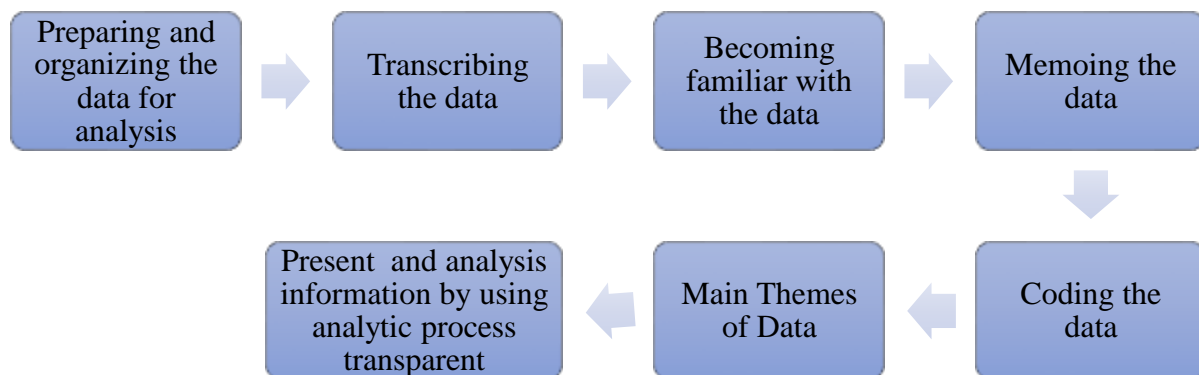 Preparing and
organizing the
data for
analysis
Transcribing
the data
Becoming
familiar with
the data
Memoing the
data
Coding the
data
Main Themes
of Data
Present  and analysis
information by using
analytic process
transparent